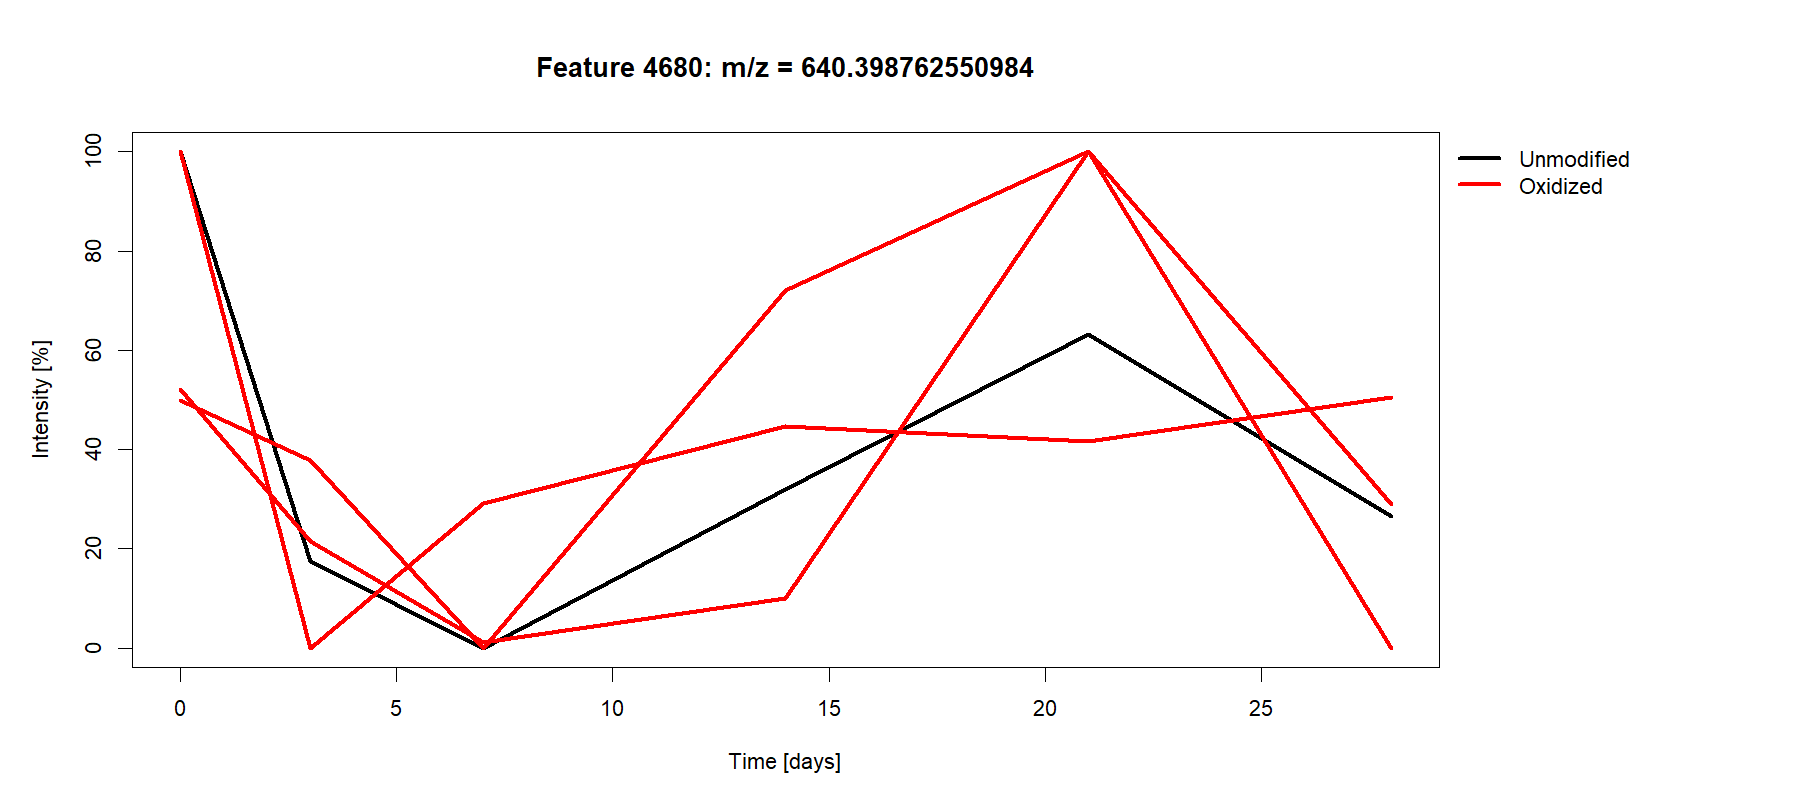 Feature 4680: m/z = 640.398762550984
Unmodified
Oxidized
Intensity [%]
100
80
60
40
20
0
0 5 10 15 20 25
Time [days]